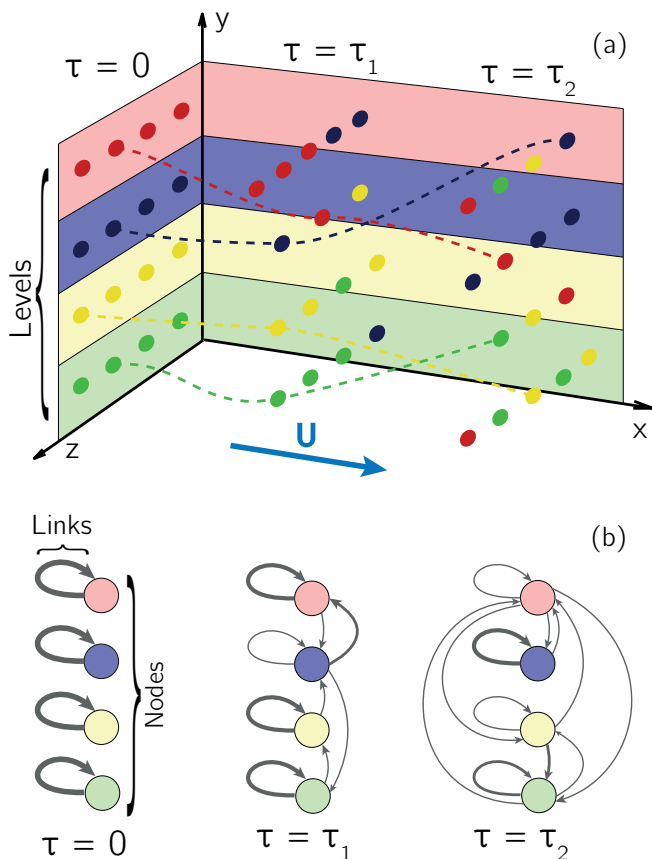 y
(a)
τ = 0
τ = τ₁
τ = τ₂
Levels
z
x
U
(b)
Links
Nodes
τ = 0
τ = τ₁
τ = τ₂